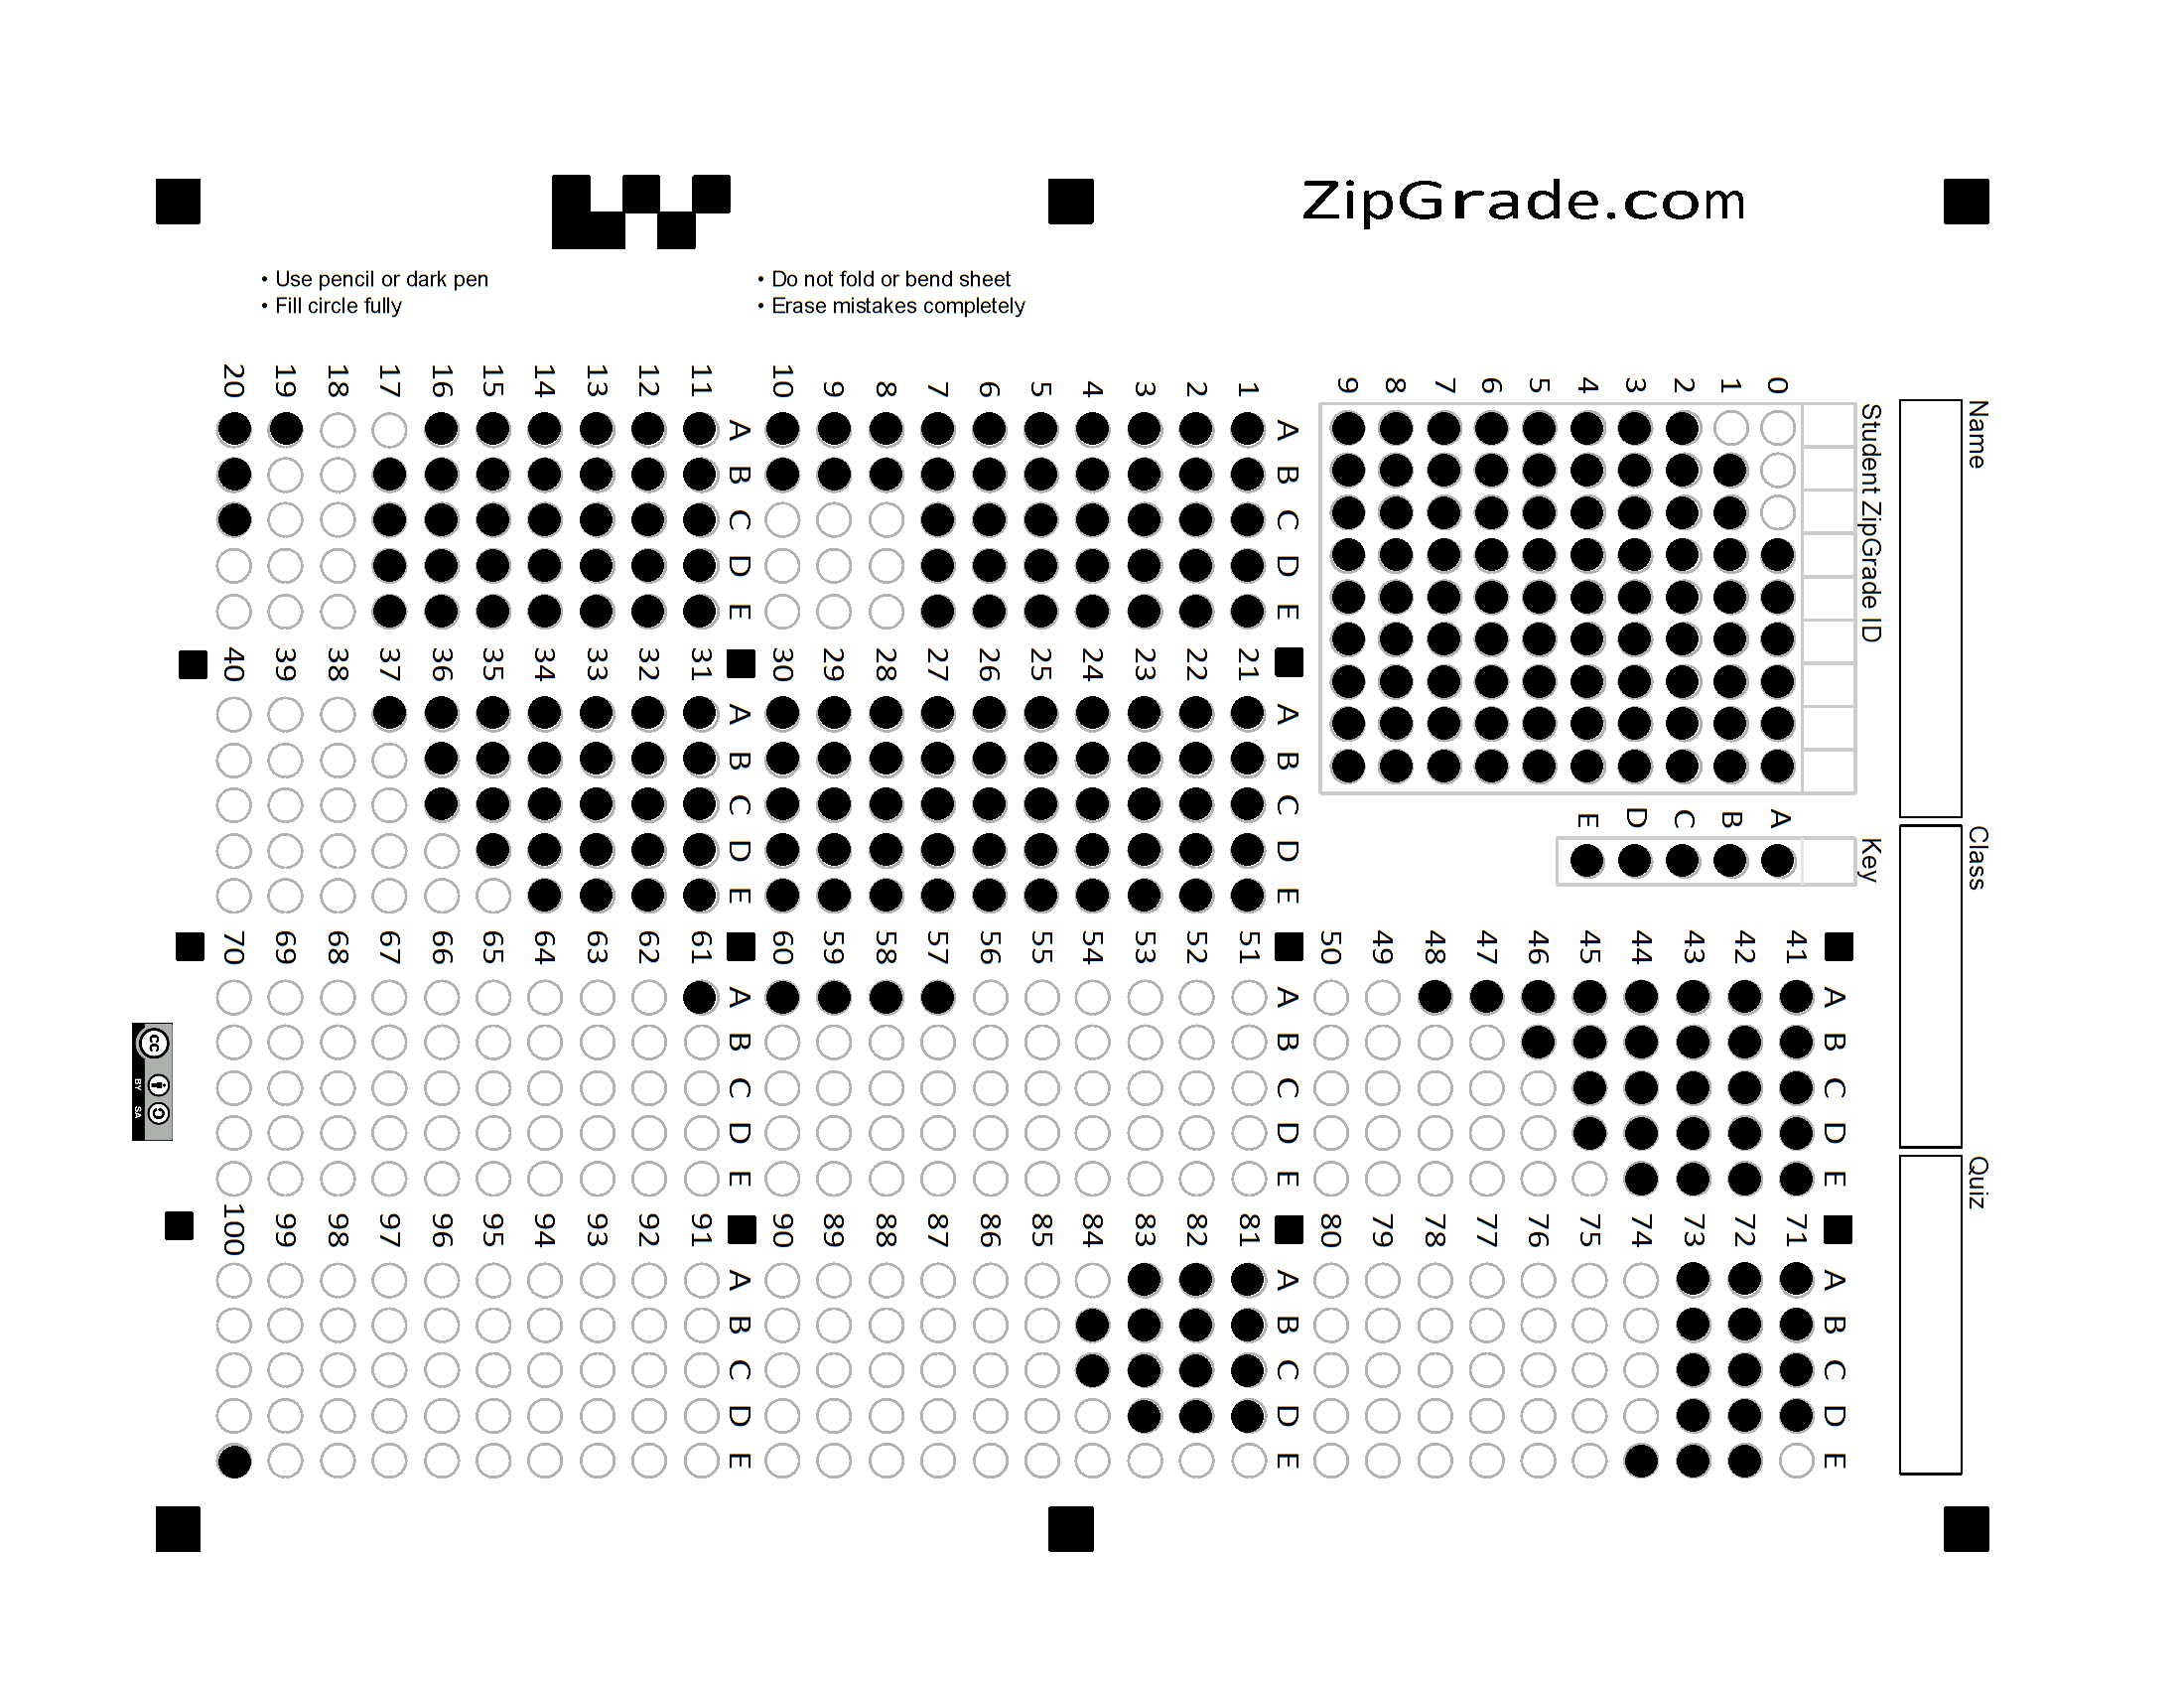 ZipGrade.com
• Use pencil or dark pen
• Fill circle fully
• Do not fold or bend sheet
• Erase mistakes completely
Name
Class
Quiz
Student ZipGrade ID
0 1 2 3 4 5 6 7 8 9
Key
A B C D E
1 2 3 4 5 6 7 8 9 10
A B C D E
11 12 13 14 15 16 17 18 19 20
A B C D E
21 22 23 24 25 26 27 28 29 30
A B C D E
31 32 33 34 35 36 37 38 39 40
A B C D E
41 42 43 44 45 46 47 48 49 50
A B C D E
51 52 53 54 55 56 57 58 59 60
A B C D E
61 62 63 64 65 66 67 68 69 70
A B C D E
71 72 73 74 75 76 77 78 79 80
A B C D E
81 82 83 84 85 86 87 88 89 90
A B C D E
91 92 93 94 95 96 97 98 99 100
A B C D E
cc
BY SA